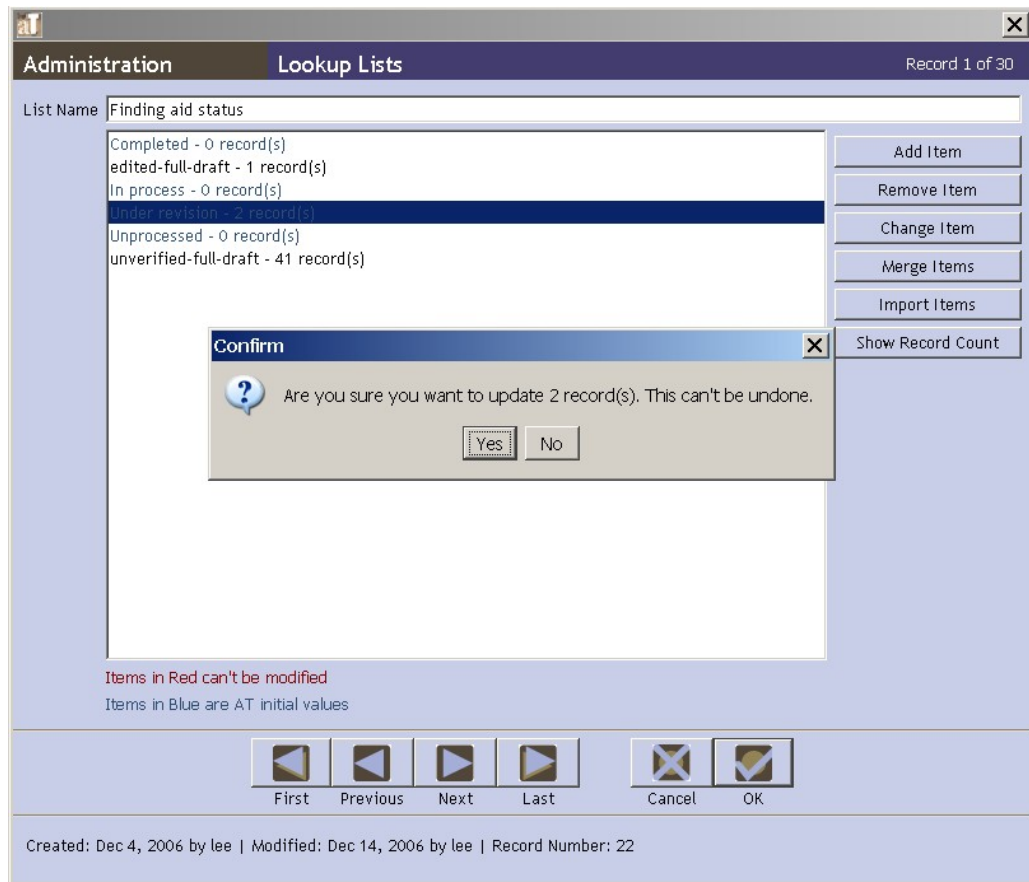 aT
Administration Lookup Lists Record 1 of 30
List Name Finding aid status
Completed - 0 record(s)
edited-full-draft - 1 record(s)
In process - 0 record(s)
Under revision - 2 record(s)
Unprocessed - 0 record(s)
unverified-full-draft - 41 record(s)
Add Item
Remove Item
Change Item
Merge Items
Import Items
Show Record Count
Confirm
Are you sure you want to update 2 record(s). This can't be undone.
Yes No
Items in Red can't be modified
Items in Blue are AT initial values
First Previous Next Last Cancel OK
Created: Dec 4, 2006 by lee | Modified: Dec 14, 2006 by lee | Record Number: 22